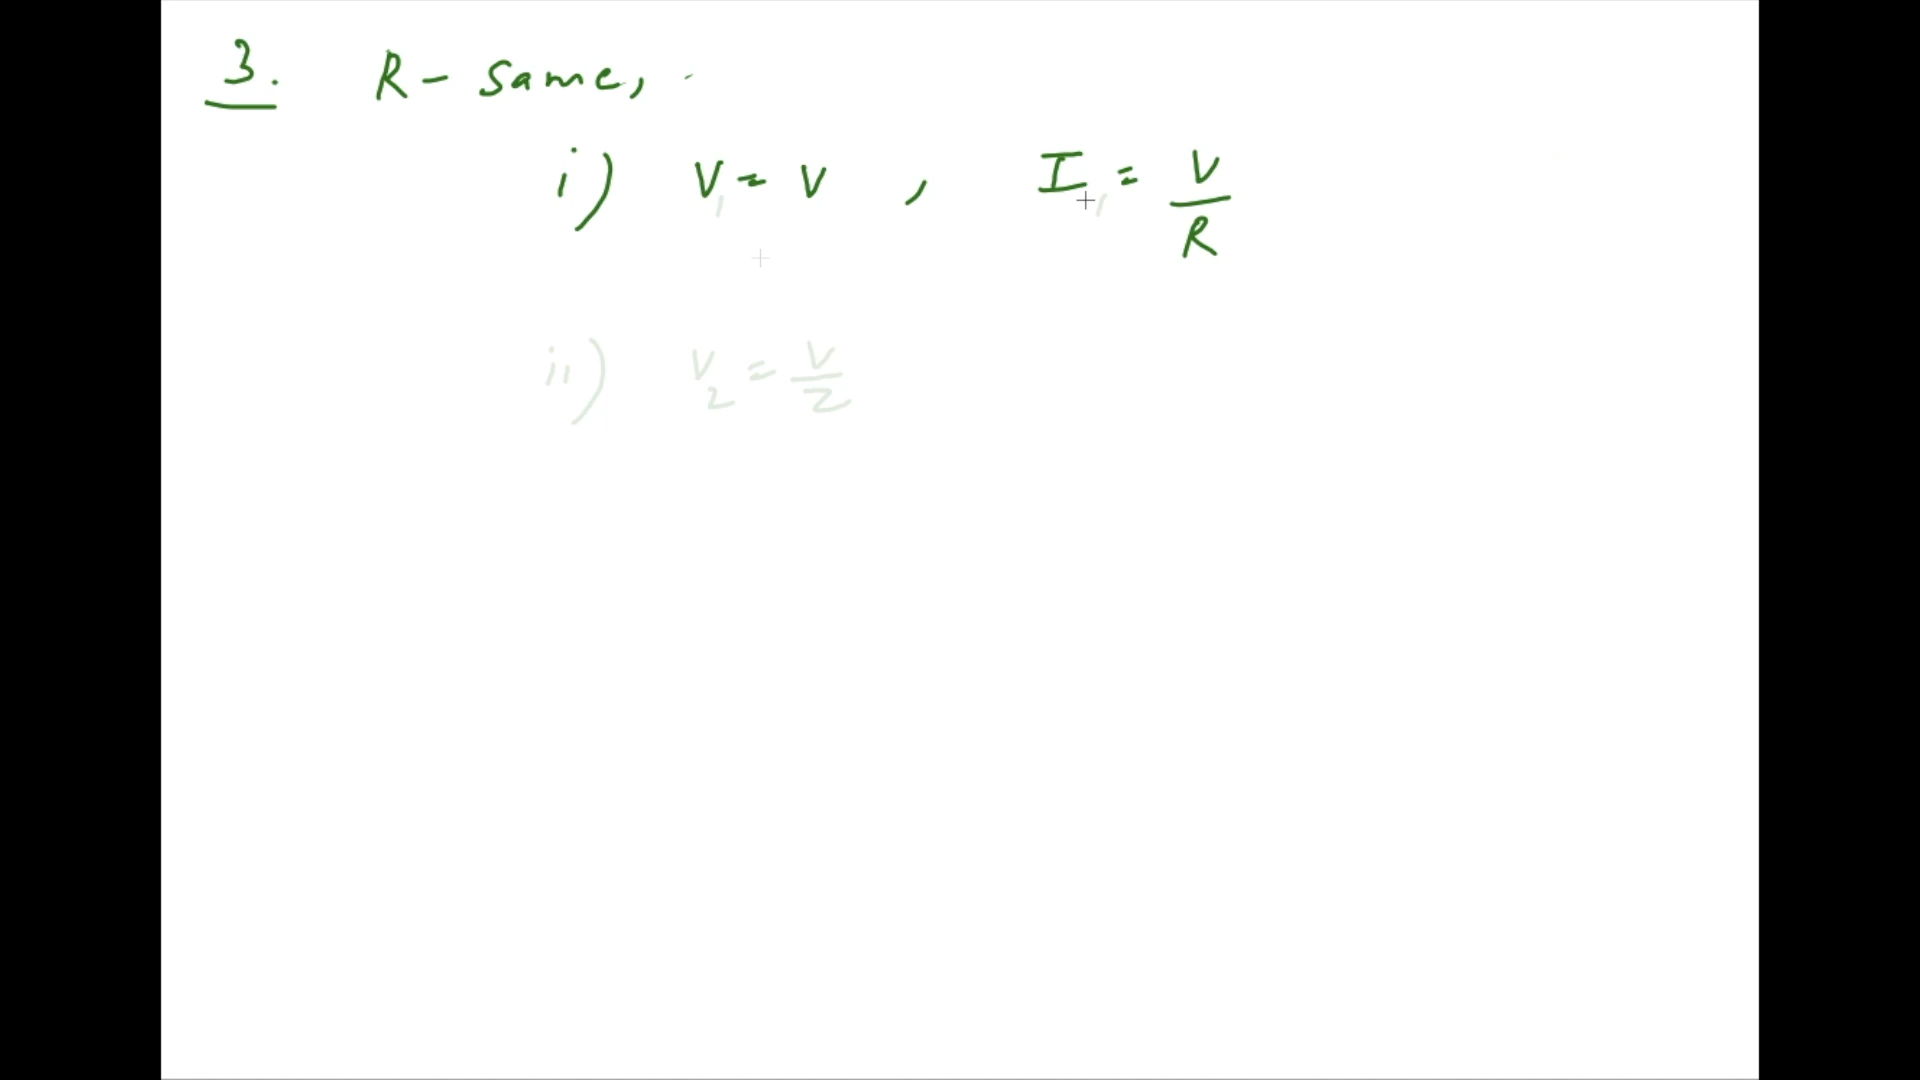 3. R - same,
i) V₁ = V , I₁ = V/R
ii) V₂ = V/2